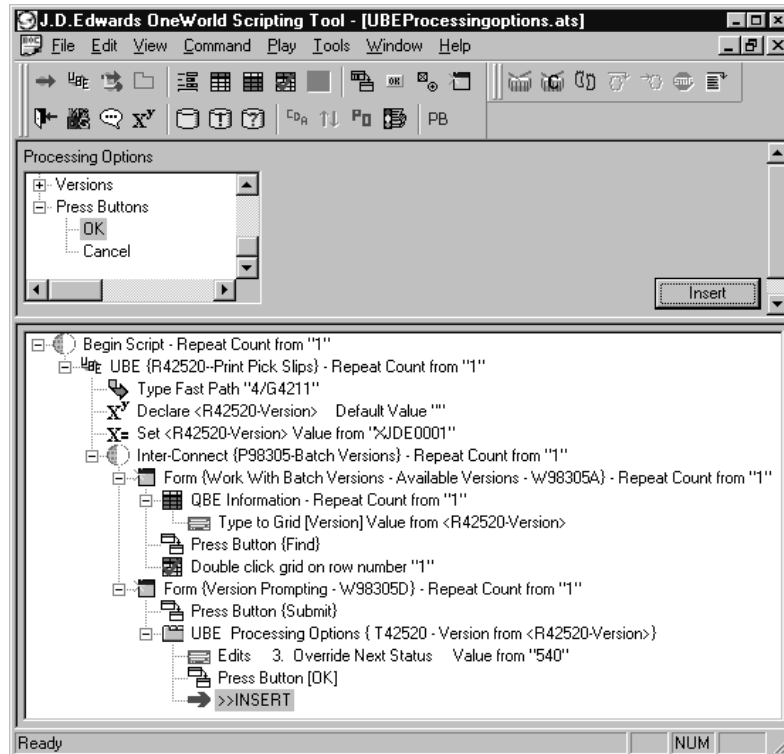 J.D.Edwards OneWorld Scripting Tool - [UBEProcessingoptions.ats]
File Edit View Command Play Tools Window Help
UBE OK
Xʸ CDA PO PB
Processing Options
Versions
Press Buttons
OK
Cancel
Insert
Begin Script - Repeat Count from "1"
UBE {R42520--Print Pick Slips} - Repeat Count from "1"
Type Fast Path "4/G4211"
Xʸ Declare <R42520-Version> Default Value ""
X= Set <R42520-Version> Value from "XJDE0001"
Inter-Connect {P98305-Batch Versions} - Repeat Count from "1"
Form {Work With Batch Versions - Available Versions - W98305A} - Repeat Count from "1"
QBE Information - Repeat Count from "1"
Type to Grid [Version] Value from <R42520-Version>
Press Button {Find}
Double click grid on row number "1"
Form {Version Prompting - W98305D} - Repeat Count from "1"
Press Button {Submit}
UBE Processing Options { T42520 - Version from <R42520-Version>}
Edits 3. Override Next Status Value from "540"
Press Button [OK]
>>INSERT
Ready NUM